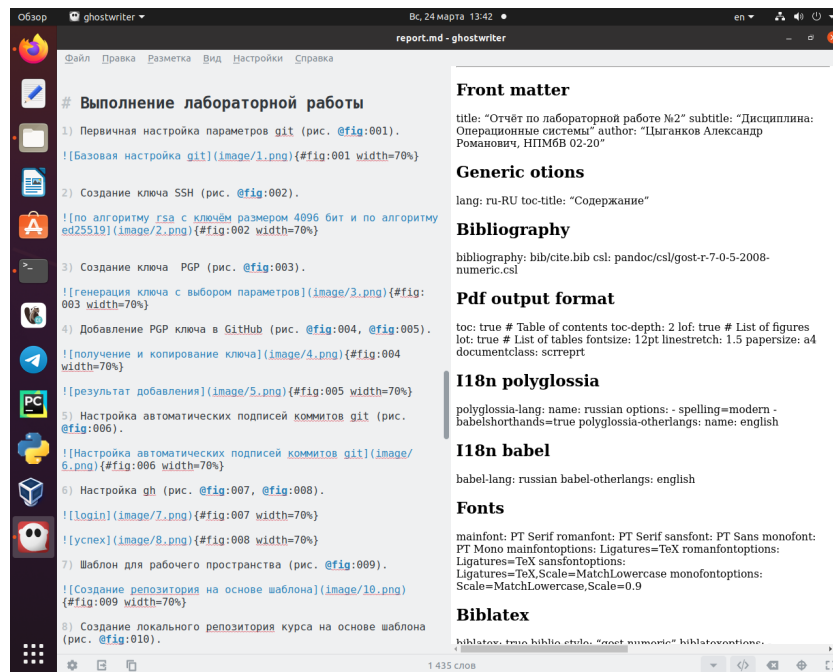 Обзор ghostwriter Вс, 24 марта 13:42 en
report.md - ghostwriter
Файл Правка Разметка Вид Настройки Справка
# Выполнение лабораторной работы
1) Первичная настройка параметров git (рис. @fig:001).
![Базовая настройка git](image/1.png){#fig:001 width=70%}
2) Создание ключа SSH (рис. @fig:002).
![по алгоритму rsa с ключём размером 4096 бит и по алгоритму
ed25519](image/2.png){#fig:002 width=70%}
3) Создание ключа PGP (рис. @fig:003).
![генерация ключа с выбором параметров](image/3.png){#fig:
003 width=70%}
4) Добавление PGP ключа в GitHub (рис. @fig:004, @fig:005).
![получение и копирование ключа](image/4.png){#fig:004
width=70%}
![результат добавления](image/5.png){#fig:005 width=70%}
5) Настройка автоматических подписей коммитов git (рис.
@fig:006).
![Настройка автоматических подписей коммитов git](image/
6.png){#fig:006 width=70%}
6) Настройка gh (рис. @fig:007, @fig:008).
![login](image/7.png){#fig:007 width=70%}
![успех](image/8.png){#fig:008 width=70%}
7) Шаблон для рабочего пространства (рис. @fig:009).
![Создание репозитория на основе шаблона](image/10.png)
{#fig:009 width=70%}
8) Создание локального репозитория курса на основе шаблона
(рис. @fig:010).
Front matter
title: “Отчёт по лабораторной работе №2” subtitle: “Дисциплина:
Операционные системы” author: “Цыганков Александр
Романович, НПМбВ 02-20”
Generic otions
lang: ru-RU toc-title: “Содержание”
Bibliography
bibliography: bib/cite.bib csl: pandoc/csl/gost-r-7-0-5-2008-
numeric.csl
Pdf output format
toc: true # Table of contents toc-depth: 2 lof: true # List of figures
lot: true # List of tables fontsize: 12pt linestretch: 1.5 papersize: a4
documentclass: scrreprt
I18n polyglossia
polyglossia-lang: name: russian options: - spelling=modern -
babelshorthands=true polyglossia-otherlangs: name: english
I18n babel
babel-lang: russian babel-otherlangs: english
Fonts
mainfont: PT Serif romanfont: PT Serif sansfont: PT Sans monofont:
PT Mono mainfontoptions: Ligatures=TeX romanfontoptions:
Ligatures=TeX sansfontoptions:
Ligatures=TeX,Scale=MatchLowercase monofontoptions:
Scale=MatchLowercase,Scale=0.9
Biblatex
biblatex: true biblio-style: “gost-numeric” biblatexoptions:
PC
1 435 слов